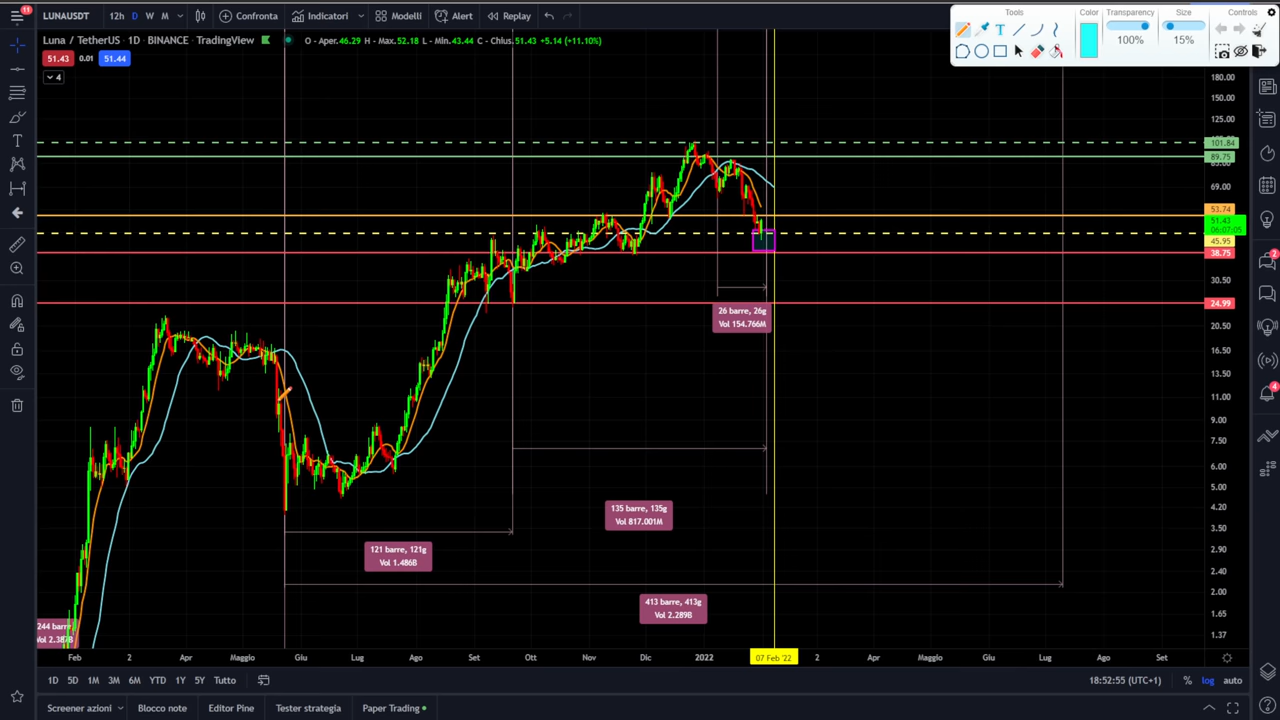 11
LUNAUSDT
12h D W M
Confronta
Indicatori
Modelli
Alert
Replay
Tools
Color
Transparency
Size
Controls
100%
15%
Luna / TetherUS · 1D · BINANCE · TradingView
O - Aper.46.29 H - Max.52.18 L - Min.43.44 C - Chius.51.43 +5.14 (+11.10%)
51.43 0.01 51.44
4
180.00
150.00
125.00
101.84
89.75
69.00
53.74
51.43
06:07:05
45.95
38.75
30.50
24.99
20.50
16.50
13.50
11.00
9.00
7.50
6.00
5.00
4.20
3.50
2.90
2.40
2.00
1.65
1.37
26 barre, 26g
Vol 154.766M
135 barre, 135g
Vol 817.001M
121 barre, 121g
Vol 1.486B
413 barre, 413g
Vol 2.289B
244 barre
Feb 2 Apr Maggio Giu Lug Ago Set Ott Nov Dic 2022 07 Feb '22 2 Apr Maggio Giu Lug Ago Set
1D 5D 1M 3M 6M YTD 1Y 5Y Tutto
18:52:55 (UTC+1) % log auto
Screener azioni
Blocco note
Editor Pine
Tester strategia
Paper Trading
2
4